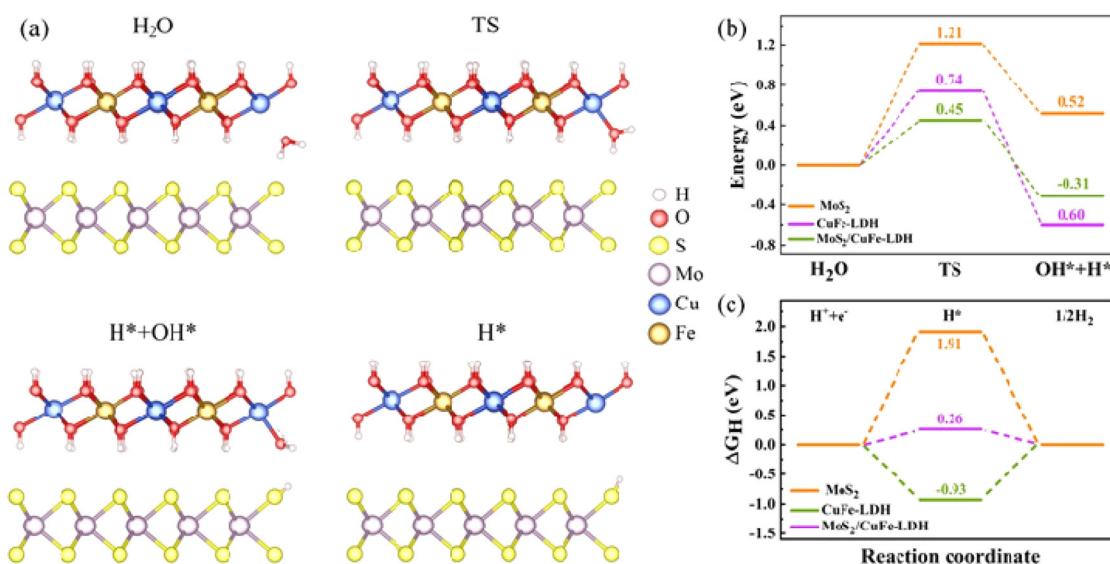 (a)
H₂O
TS
H
O
S
Mo
Cu
Fe
H*+OH*
H*
(b)
Energy (eV)
1.2
0.8
0.4
0.0
-0.4
-0.8
1.21
0.74
0.45
0.52
-0.31
0.60
MoS₂
CuFe-LDH
MoS₂/CuFe-LDH
H₂O
TS
OH*+H*
(c)
ΔG_H (eV)
2.0
1.5
1.0
0.5
0.0
-0.5
-1.0
-1.5
H⁺+e⁻
H*
1/2H₂
1.91
0.26
-0.93
MoS₂
CuFe-LDH
MoS₂/CuFe-LDH
Reaction coordinate